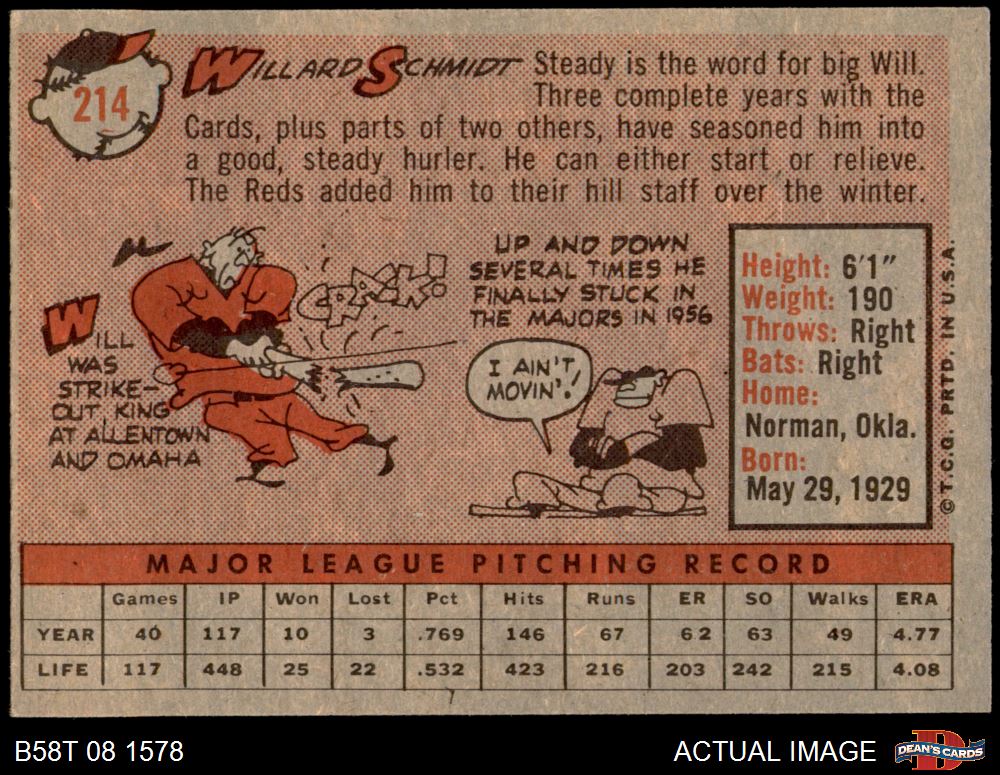 214
WILLARD SCHMIDT
Steady is the word for big Will.
Three complete years with the
Cards, plus parts of two others, have seasoned him into
a good, steady hurler. He can either start or relieve.
The Reds added him to their hill staff over the winter.
WILL
WAS
STRIKE-
OUT KING
AT ALLENTOWN
AND OMAHA
CRACK!
UP AND DOWN
SEVERAL TIMES HE
FINALLY STUCK IN
THE MAJORS IN 1956
I AIN'T
MOVIN'!
Height: 6'1"
Weight: 190
Throws: Right
Bats: Right
Home:
Norman, Okla.
Born:
May 29, 1929
© T.C.G. PRTD. IN U.S.A.
MAJOR LEAGUE PITCHING RECORD
Games IP Won Lost Pct Hits Runs ER SO Walks ERA
YEAR 40 117 10 3 .769 146 67 62 63 49 4.77
LIFE 117 448 25 22 .532 423 216 203 242 215 4.08
B58T 08 1578
ACTUAL IMAGE
D
DEAN'S CARDS